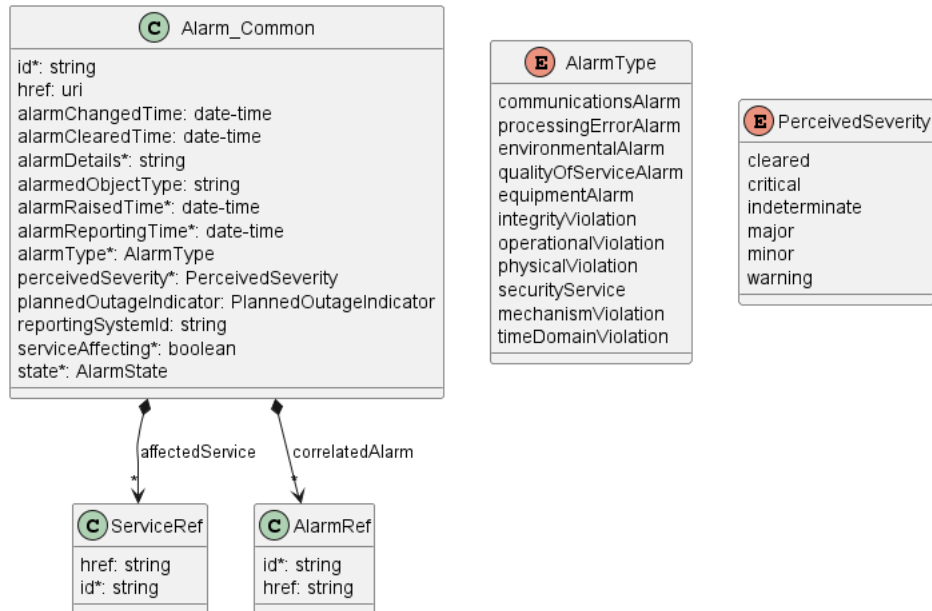 C Alarm_Common
id*: string
href: uri
alarmChangedTime: date-time
alarmClearedTime: date-time
alarmDetails*: string
alarmedObjectType: string
alarmRaisedTime*: date-time
alarmReportingTime*: date-time
alarmType*: AlarmType
perceivedSeverity*: PerceivedSeverity
plannedOutageIndicator: PlannedOutageIndicator
reportingSystemId: string
serviceAffecting*: boolean
state*: AlarmState
E AlarmType
communicationsAlarm
processingErrorAlarm
environmentalAlarm
qualityOfServiceAlarm
equipmentAlarm
integrityViolation
operationalViolation
physicalViolation
securityService
mechanismViolation
timeDomainViolation
E PerceivedSeverity
cleared
critical
indeterminate
major
minor
warning
affectedService
*
correlatedAlarm
*
C ServiceRef
href: string
id*: string
C AlarmRef
id*: string
href: string